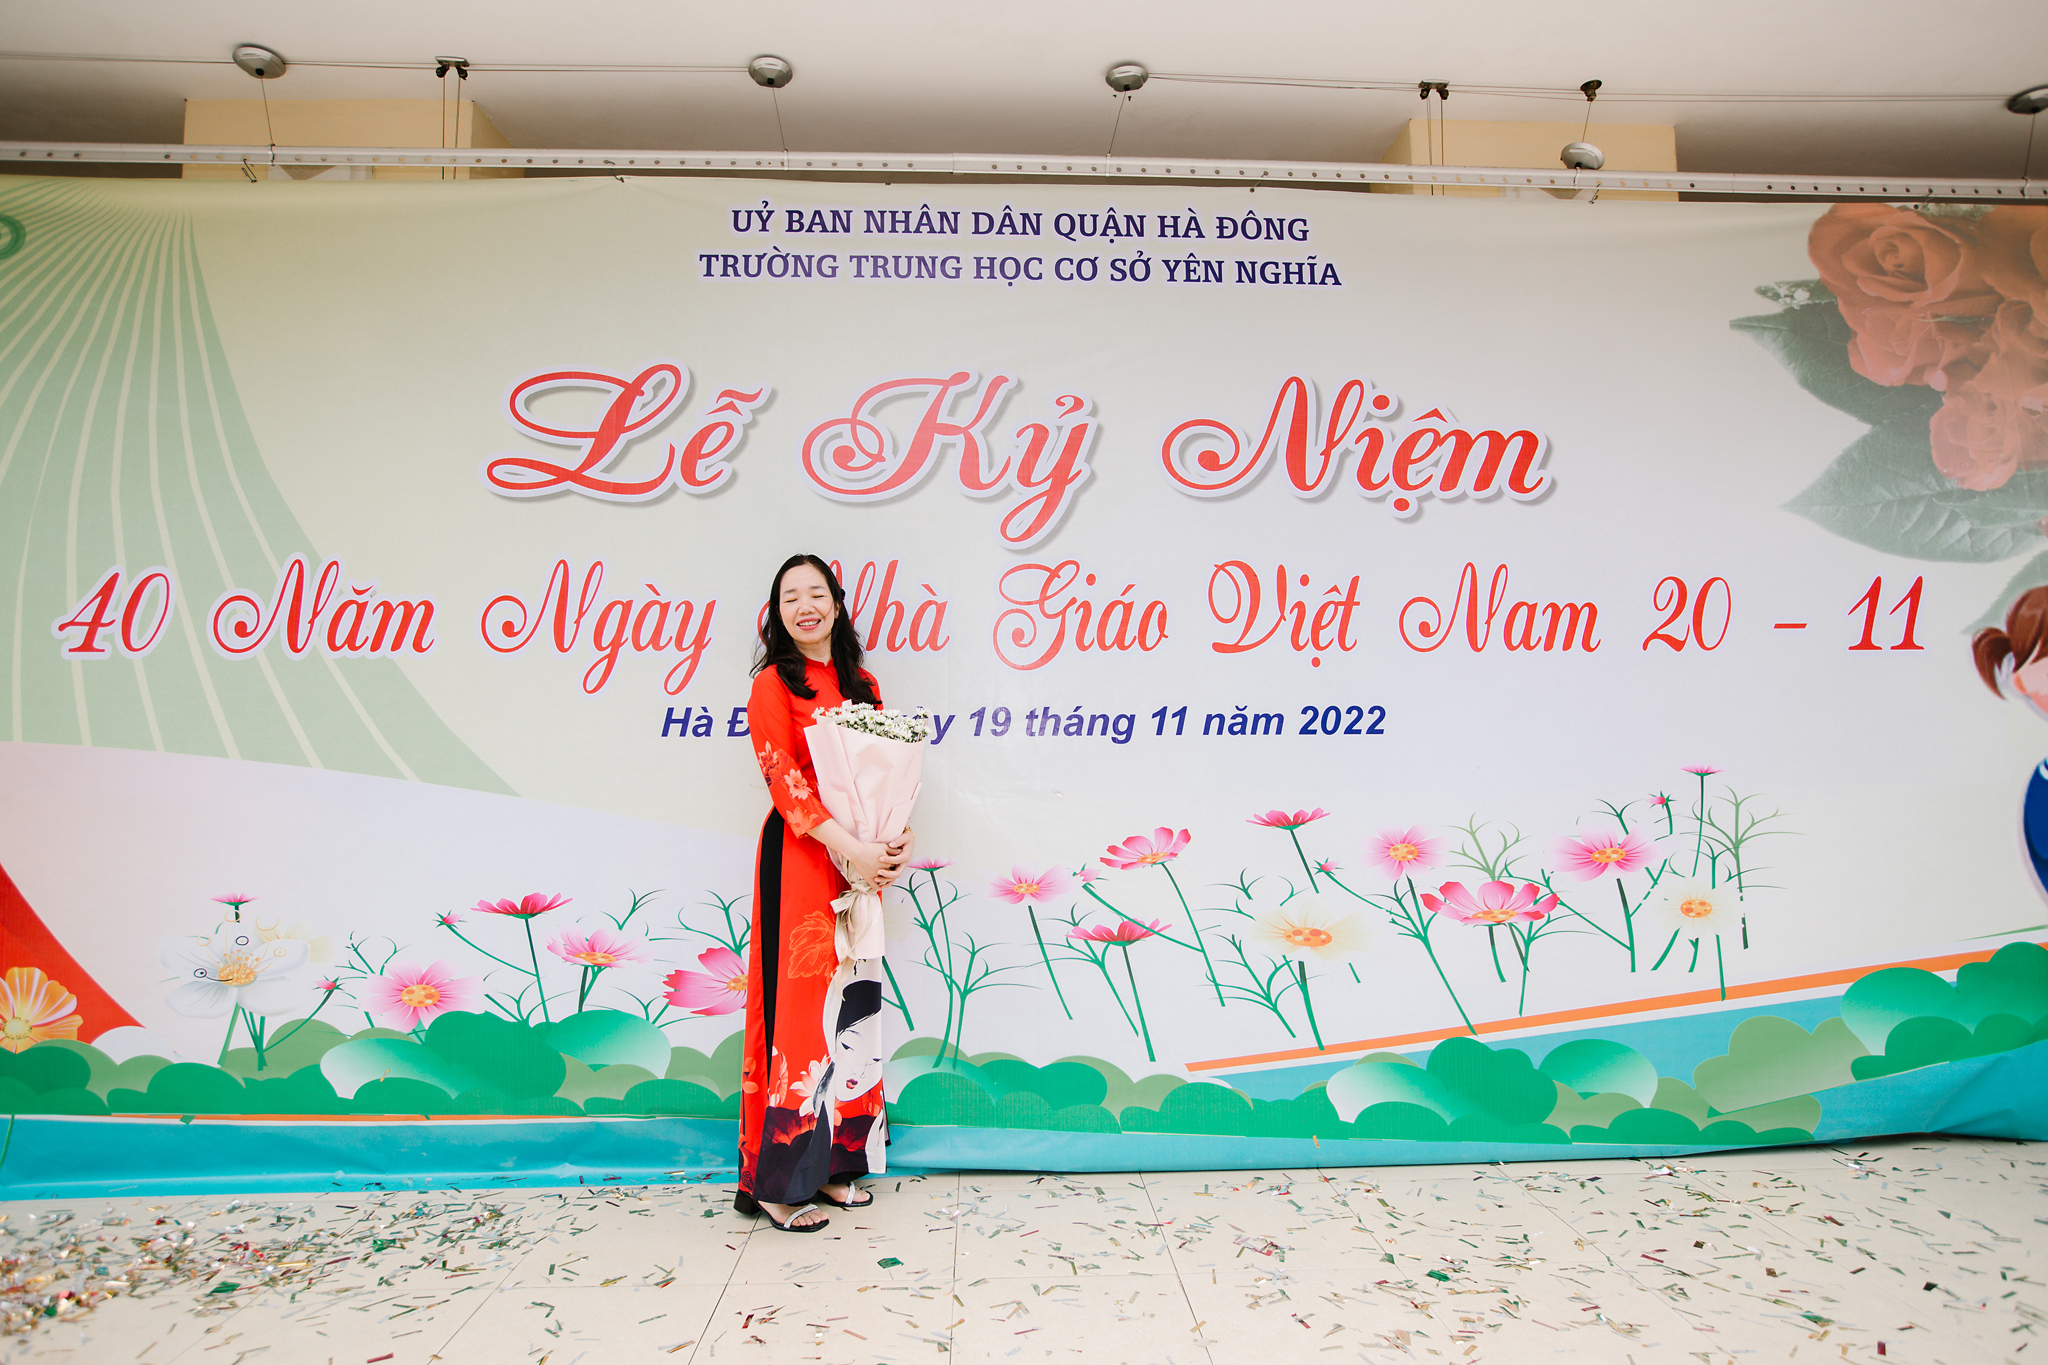 UỶ BAN NHÂN DÂN QUẬN HÀ ĐÔNG
TRƯỜNG TRUNG HỌC CƠ SỞ YÊN NGHĨA
Lễ Kỷ Niệm
40 Năm Ngày Nhà Giáo Việt Nam 20 - 11
Hà 19 tháng 11 năm 2022